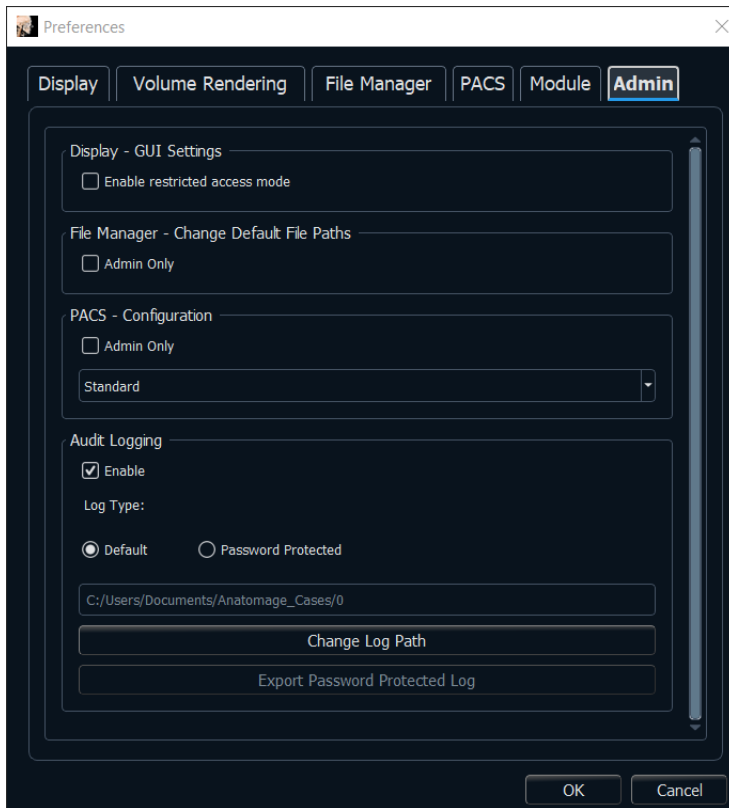 Preferences
Display Volume Rendering File Manager PACS Module Admin
Display - GUI Settings
Enable restricted access mode
File Manager - Change Default File Paths
Admin Only
PACS - Configuration
Admin Only
Standard
Audit Logging
Enable
Log Type:
Default Password Protected
C:/Users/Documents/Anatomage_Cases/0
Change Log Path
Export Password Protected Log
OK Cancel